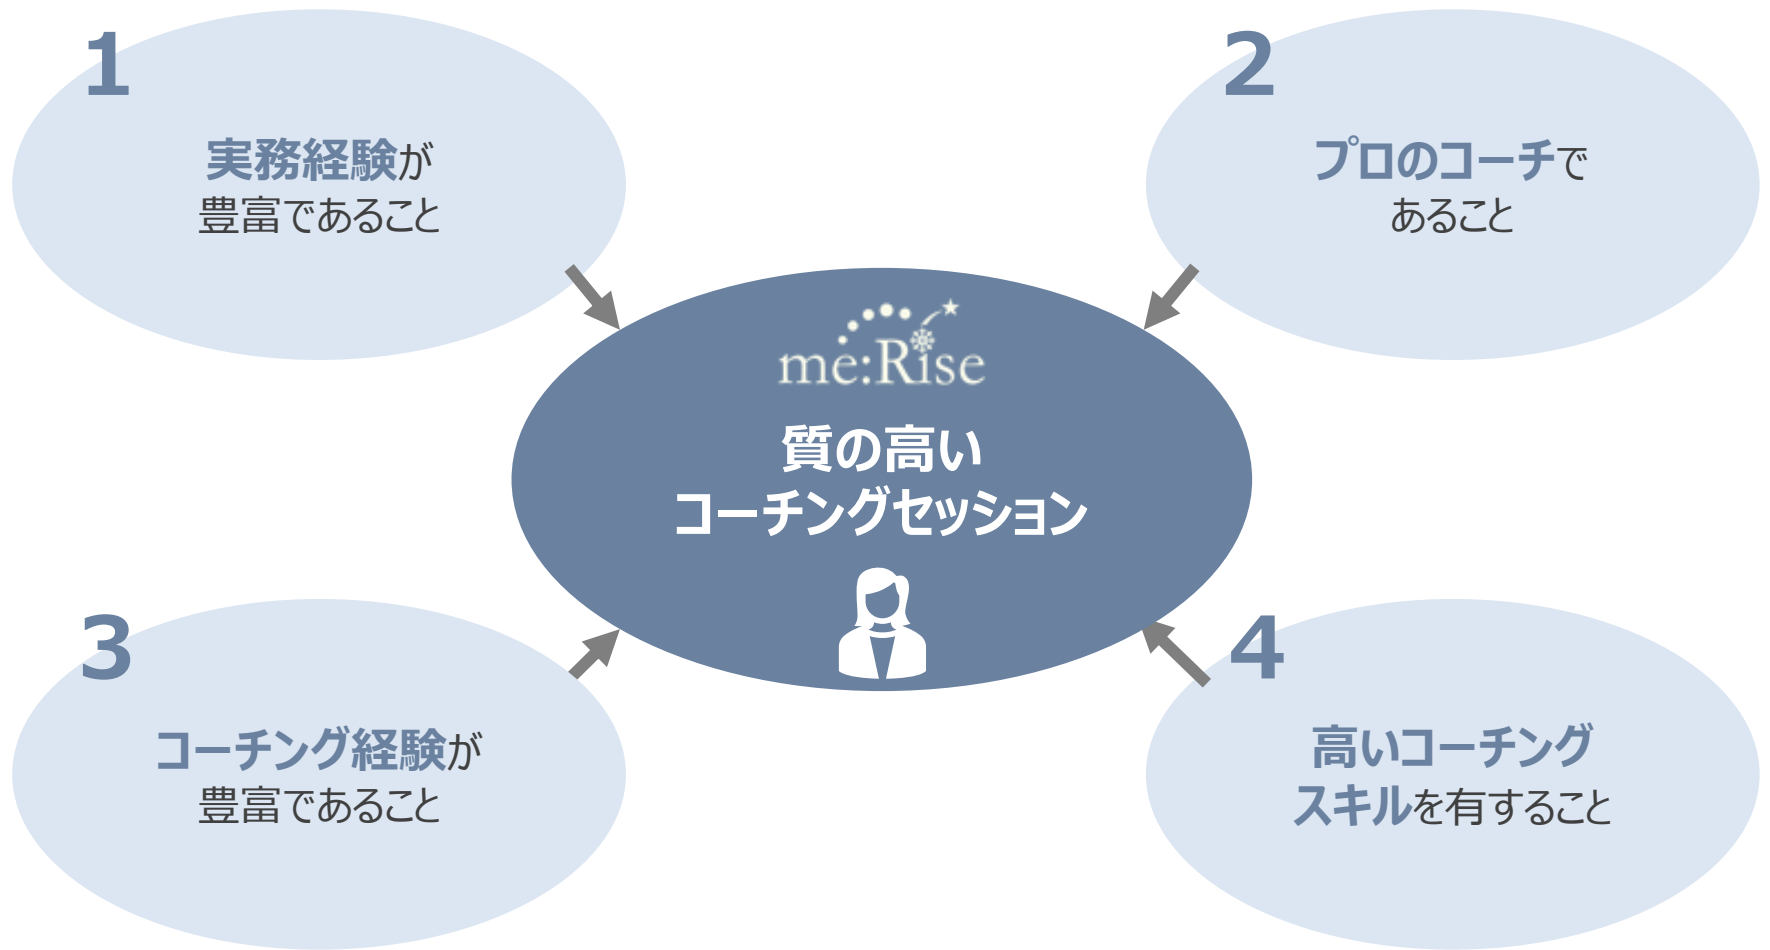 1
実務経験が
豊富であること
2
プロのコーチで
あること
me:Rise
質の高い
コーチングセッション
3
コーチング経験が
豊富であること
4
高いコーチング
スキルを有すること